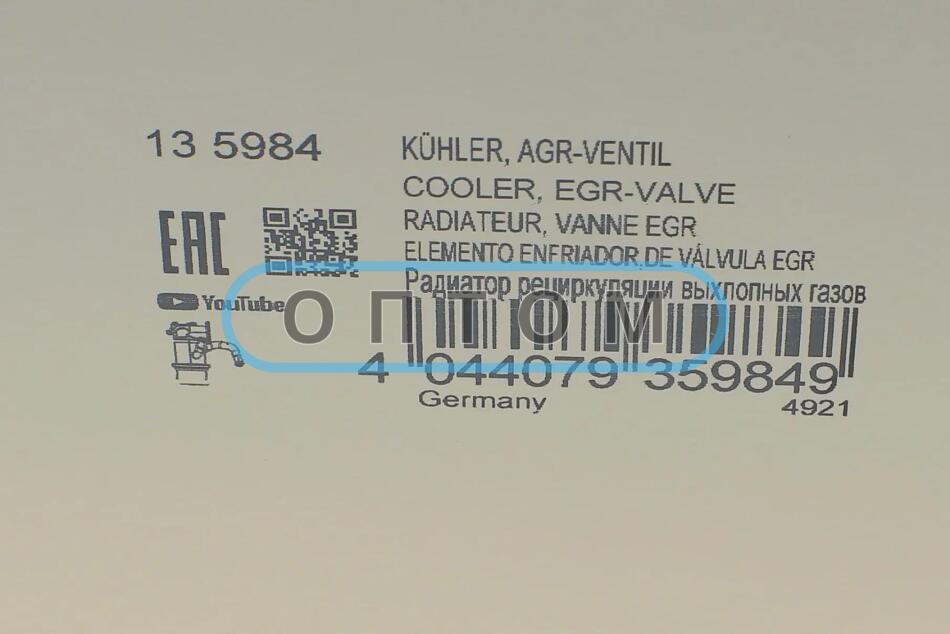 13 5984
KÜHLER, AGR-VENTIL
COOLER, EGR-VALVE
RADIATEUR, VANNE EGR
ELEMENTO ENFRIADOR,DE VÁLVULA EGR
Радиатор рециркуляции выхлопных газов
EAC
YouTube
ОПТОМ
4 044079 359849
Germany
4921